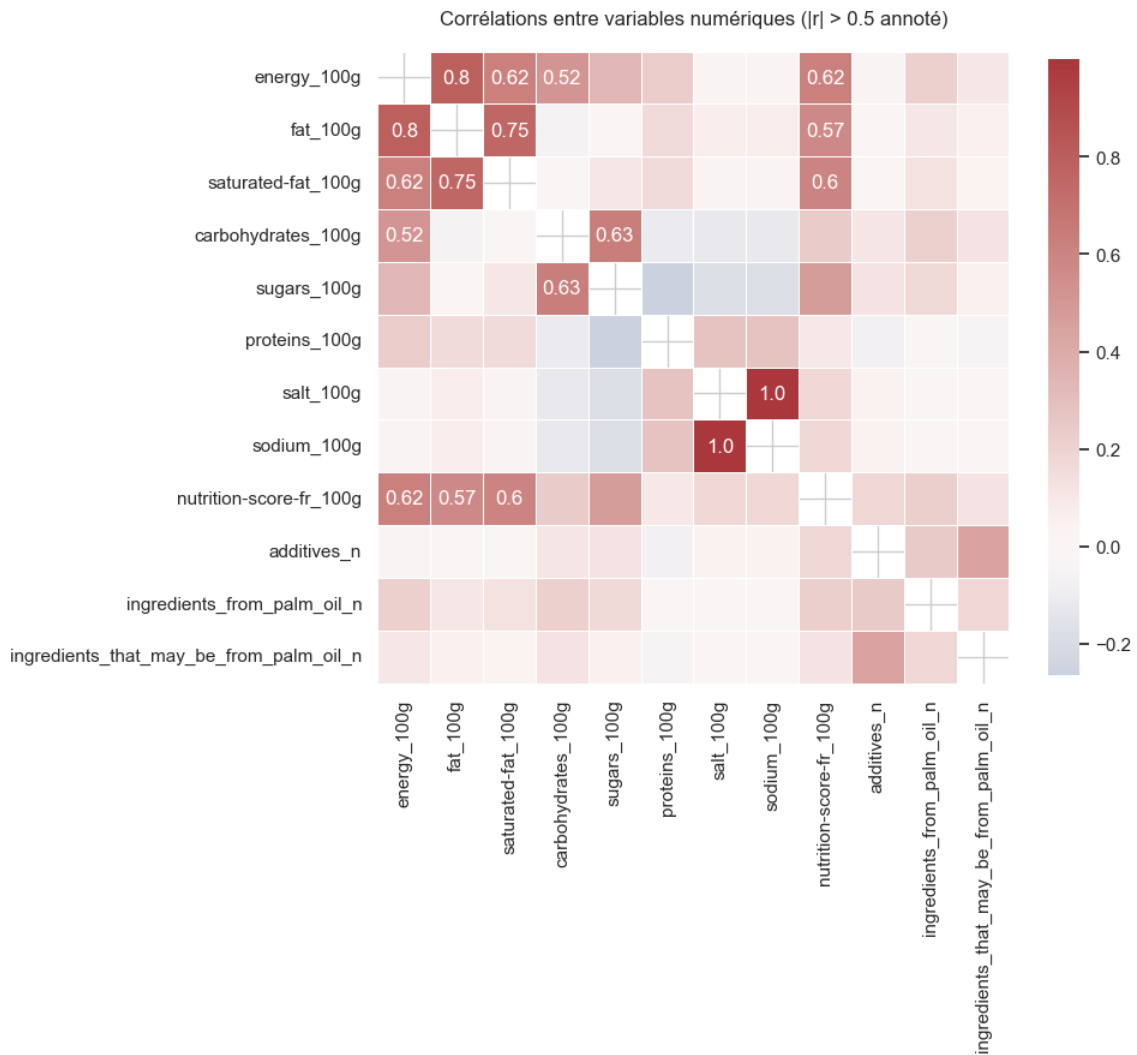 Corrélations entre variables numériques (|r| > 0.5 annoté)
energy_100g 0.8 0.62 0.52 0.62
fat_100g 0.8 0.75 0.57
0.8
saturated-fat_100g 0.62 0.75 0.6
carbohydrates_100g 0.52 0.63
0.6
sugars_100g 0.63
proteins_100g
0.4
salt_100g 1.0
sodium_100g 1.0
0.2
nutrition-score-fr_100g 0.62 0.57 0.6
additives_n
0.0
ingredients_from_palm_oil_n
ingredients_that_may_be_from_palm_oil_n
−0.2
energy_100g
fat_100g
saturated-fat_100g
carbohydrates_100g
sugars_100g
proteins_100g
salt_100g
sodium_100g
nutrition-score-fr_100g
additives_n
ingredients_from_palm_oil_n
ingredients_that_may_be_from_palm_oil_n